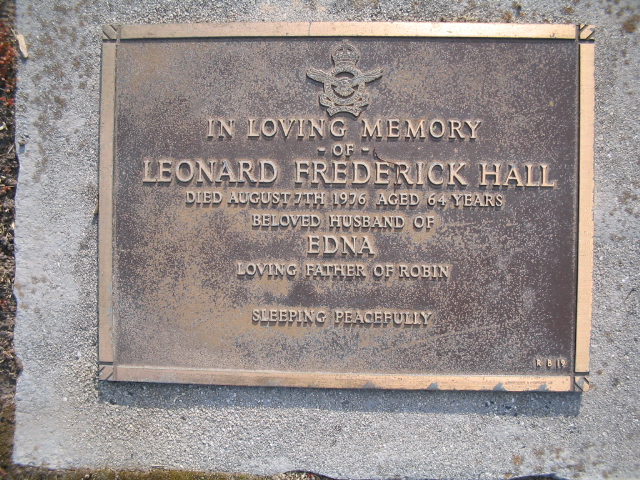 IN LOVING MEMORY
- OF -
LEONARD FREDERICK HALL
DIED AUGUST 7TH 1976 AGED 64 YEARS
BELOVED HUSBAND OF
EDNA
LOVING FATHER OF ROBIN
SLEEPING PEACEFULLY
R B 19